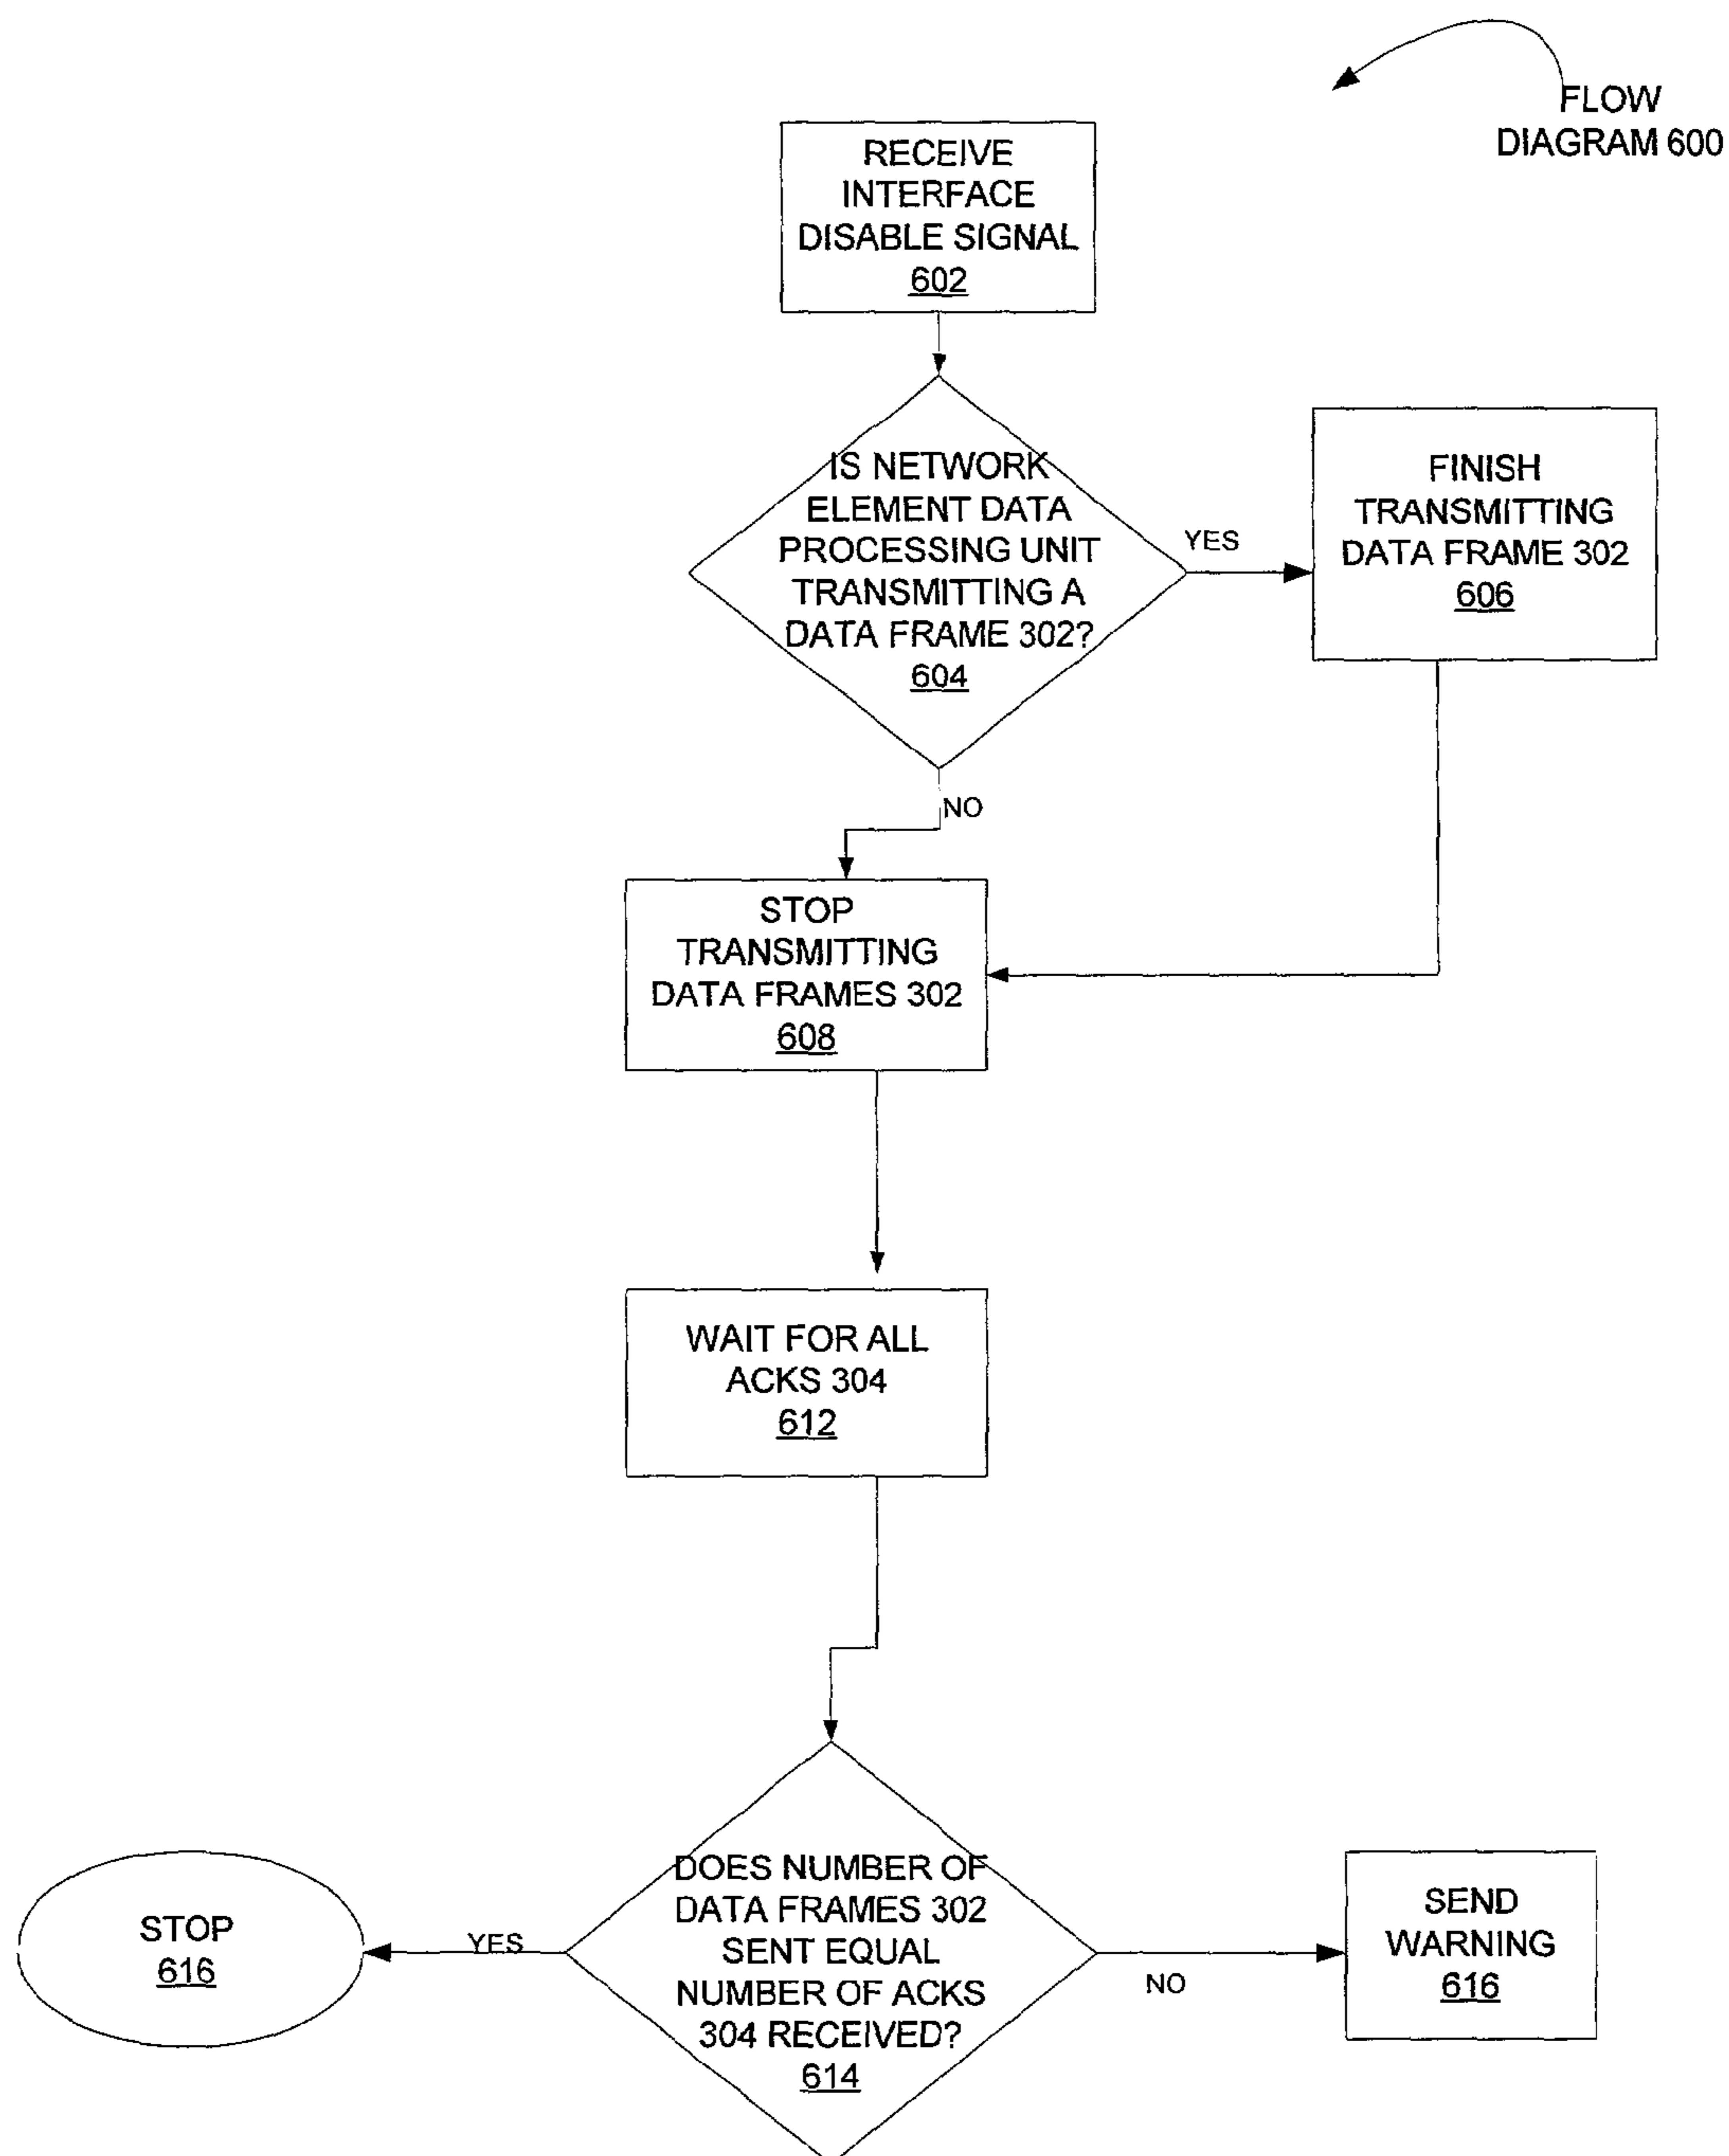 FLOW
DIAGRAM 600
RECEIVE
INTERFACE
DISABLE SIGNAL
602
IS NETWORK
ELEMENT DATA
PROCESSING UNIT
TRANSMITTING A
DATA FRAME 302?
604
YES
FINISH
TRANSMITTING
DATA FRAME 302
606
NO
STOP
TRANSMITTING
DATA FRAMES 302
608
WAIT FOR ALL
ACKS 304
612
DOES NUMBER OF
DATA FRAMES 302
SENT EQUAL
NUMBER OF ACKS
304 RECEIVED?
614
YES
STOP
616
NO
SEND
WARNING
616